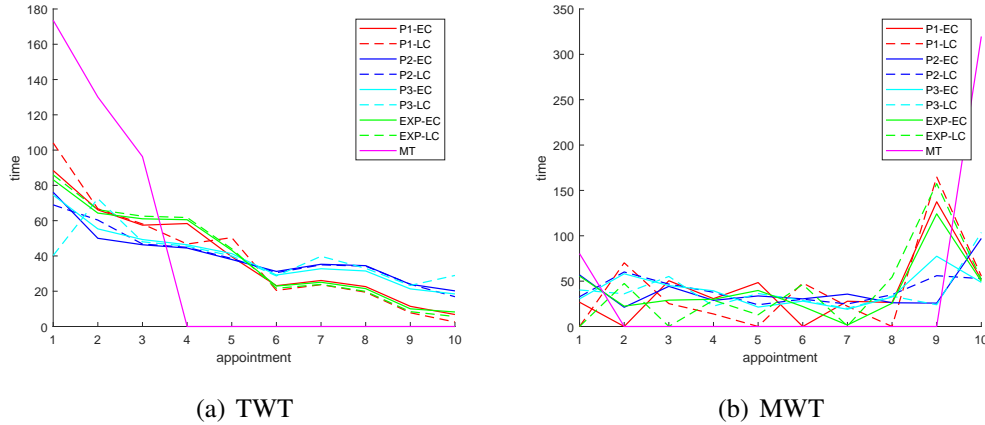 180
160
140
120
100
80
60
40
20
0
time
1 2 3 4 5 6 7 8 9 10
appointment
P1-EC
P1-LC
P2-EC
P2-LC
P3-EC
P3-LC
EXP-EC
EXP-LC
MT
(a) TWT
350
300
250
200
150
100
50
0
time
1 2 3 4 5 6 7 8 9 10
appointment
P1-EC
P1-LC
P2-EC
P2-LC
P3-EC
P3-LC
EXP-EC
EXP-LC
MT
(b) MWT